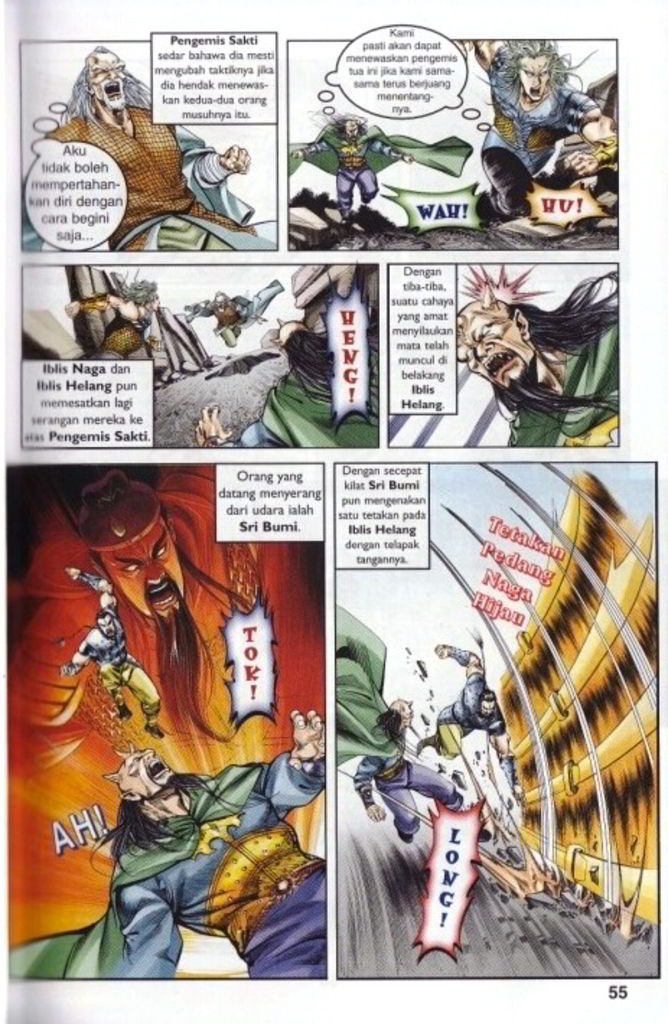 Pengemis Sakti
sedar bahawa dia mesti
mengubah taktiknya jika
dia hendak menewas-
kan kedua-dua orang
musuhnya itu.
Aku
tidak boleh
mempertahan-
kan diri dengan
cara begini
saja...
Kami
pasti akan dapat
menewaskan pengemis
tua ini jika kami sama-
sama terus berjuang
menentang-
nya.
WAH!
HU!
Iblis Naga dan
Iblis Helang pun
memesatkan lagi
serangan mereka ke
atas Pengemis Sakti.
HENG!
Dengan
tiba-tiba,
suatu cahaya
yang amat
menyilaukan
mata telah
muncul di
belakang
Iblis
Helang.
Orang yang
datang menyerang
dari udara ialah
Sri Bumi.
TOK!
AH!
Dengan secepat
kilat Sri Bumi
pun mengenakan
satu tetakan pada
Iblis Helang
dengan telapak
tangannya.
Tetakan
Pedang
Naga
Hijau
LONG!
55